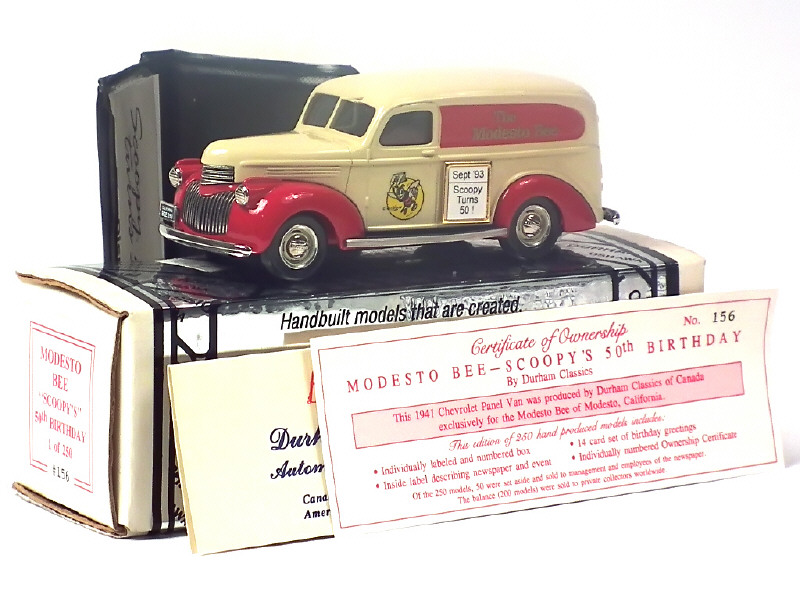 The
Modesto Bee
Sept '93
Scoopy
Turns
50 !
Handbuilt models that are created.
MODESTO
BEE
"SCOOPY'S"
50th BIRTHDAY
1 of 250
#156
Certificate of Ownership
No. 156
MODESTO BEE—SCOOPY'S 50th BIRTHDAY
By Durham Classics
This 1941 Chevrolet Panel Van was produced by Durham Classics of Canada
exclusively for the Modesto Bee of Modesto, California.
This edition of 250 hand produced models includes:
• Individually labeled and numbered box
• 14 card set of birthday greetings
• Inside label describing newspaper and event
• Individually numbered Ownership Certificate
Of the 250 models, 50 were set aside and sold to management and employees of the newspaper.
The balance (200 models) were sold to private collectors worldwide